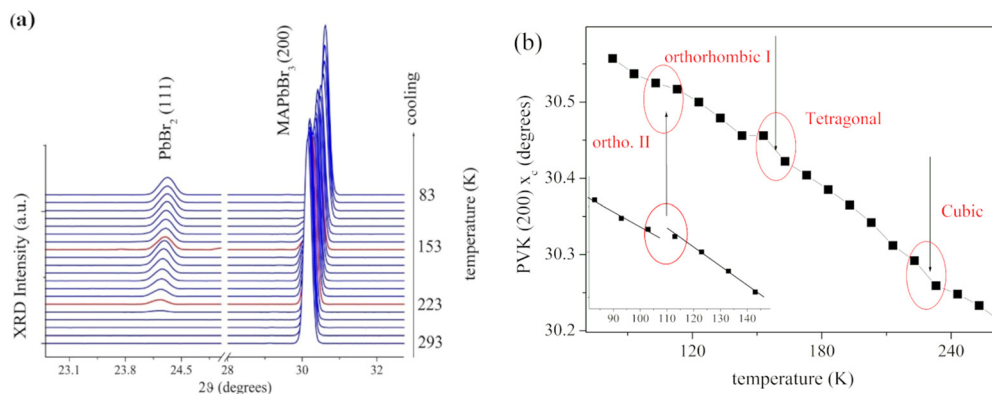 (a)
XRD Intensity (a.u.)
PbBr2 (111)
MAPbBr3 (200)
cooling
temperature (K)
83
153
223
293
23.1 23.8 24.5 28 30 32
2θ (degrees)
(b)
PVK (200) xc (degrees)
30.5
30.4
30.3
30.2
orthorhombic I
ortho. II
Tetragonal
Cubic
90 100 110 120 130 140
120 180 240
temperature (K)